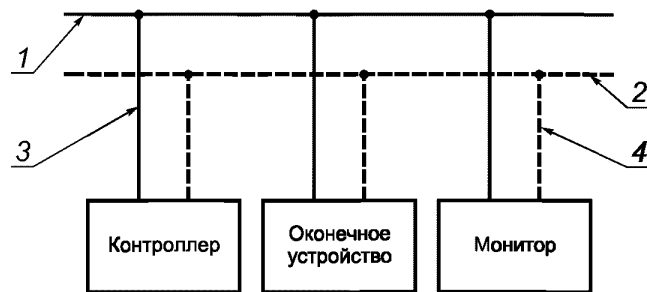 1
2
3
4
Контроллер
Оконечное
устройство
Монитор